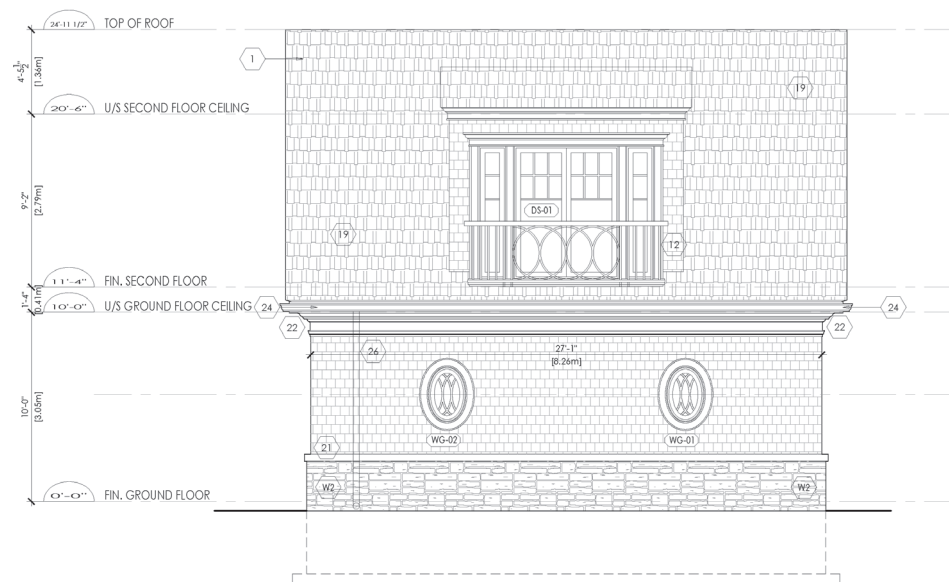 24'-11 1/2" TOP OF ROOF
1
4'-5 1/2"
[1.36m]
19
20'-6" U/S SECOND FLOOR CEILING
9'-2"
[2.79m]
DS-01
19
12
11'-4" FIN. SECOND FLOOR
1'-4"
[0.41m]
10'-0" U/S GROUND FLOOR CEILING
24
24
22
22
26
27'-1"
[8.26m]
10'-0"
[3.05m]
WG-02
WG-01
21
W2
W2
0'-0" FIN. GROUND FLOOR